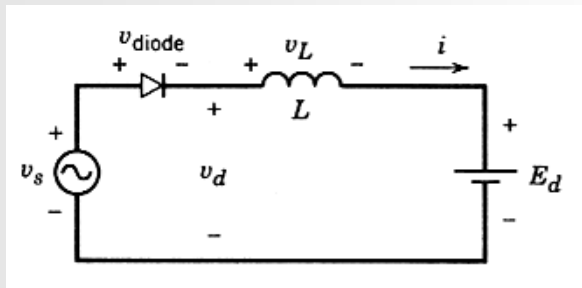 v_diode
+ − + v_L − i
+ L +
+
v_s v_d E_d
− − −